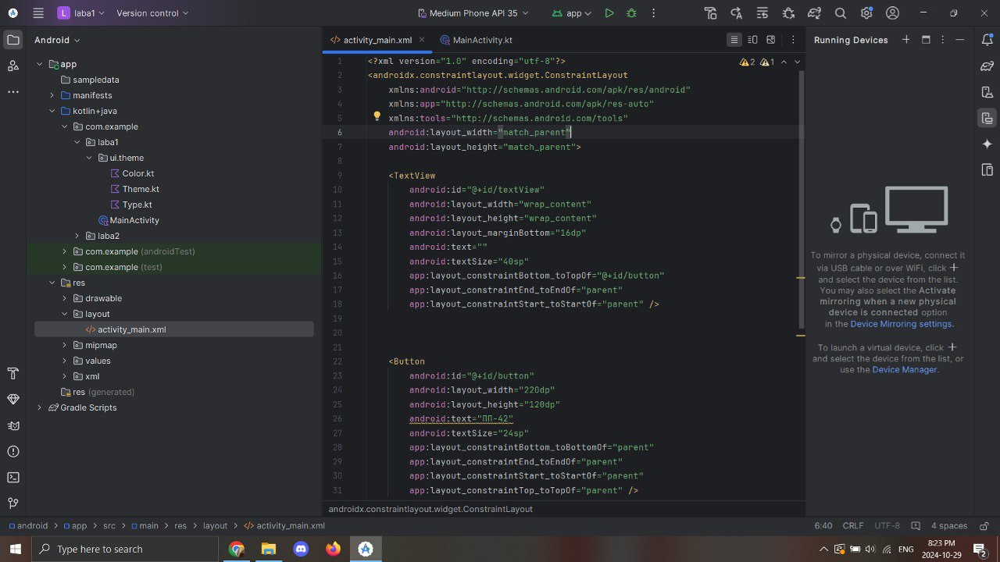 L laba1 Version control Medium Phone API 35 app
Android
app
sampledata
manifests
kotlin+java
com.example
laba1
ui.theme
Color.kt
Theme.kt
Type.kt
MainActivity
laba2
com.example (androidTest)
com.example (test)
res
drawable
layout
activity_main.xml
mipmap
values
xml
res (generated)
Gradle Scripts
activity_main.xml MainActivity.kt
2 1
1 <?xml version="1.0" encoding="utf-8"?>
2 <androidx.constraintlayout.widget.ConstraintLayout
3 xmlns:android="http://schemas.android.com/apk/res/android"
4 xmlns:app="http://schemas.android.com/apk/res-auto"
5 xmlns:tools="http://schemas.android.com/tools"
6 android:layout_width="match_parent"
7 android:layout_height="match_parent">
8
9 <TextView
10 android:id="@+id/textView"
11 android:layout_width="wrap_content"
12 android:layout_height="wrap_content"
13 android:layout_marginBottom="16dp"
14 android:text=""
15 android:textSize="40sp"
16 app:layout_constraintBottom_toTopOf="@+id/button"
17 app:layout_constraintEnd_toEndOf="parent"
18 app:layout_constraintStart_toStartOf="parent" />
19
20
21
22 <Button
23 android:id="@+id/button"
24 android:layout_width="220dp"
25 android:layout_height="120dp"
26 android:text="ПП-42"
27 android:textSize="24sp"
28 app:layout_constraintBottom_toBottomOf="parent"
29 app:layout_constraintEnd_toEndOf="parent"
30 app:layout_constraintStart_toStartOf="parent"
31 app:layout_constraintTop_toTopOf="parent" />
androidx.constraintlayout.widget.ConstraintLayout
Running Devices
To mirror a physical device, connect it
via USB cable or over WiFi, click +
and select the device from the list.
You may also select the Activate
mirroring when a new physical
device is connected option
in the Device Mirroring settings.
To launch a virtual device, click +
and select the device from the list, or
use the Device Manager.
android > app > src > main > res > layout > activity_main.xml
6:40 CRLF UTF-8 4 spaces
Type here to search
ENG
8:23 PM
2024-10-29
2